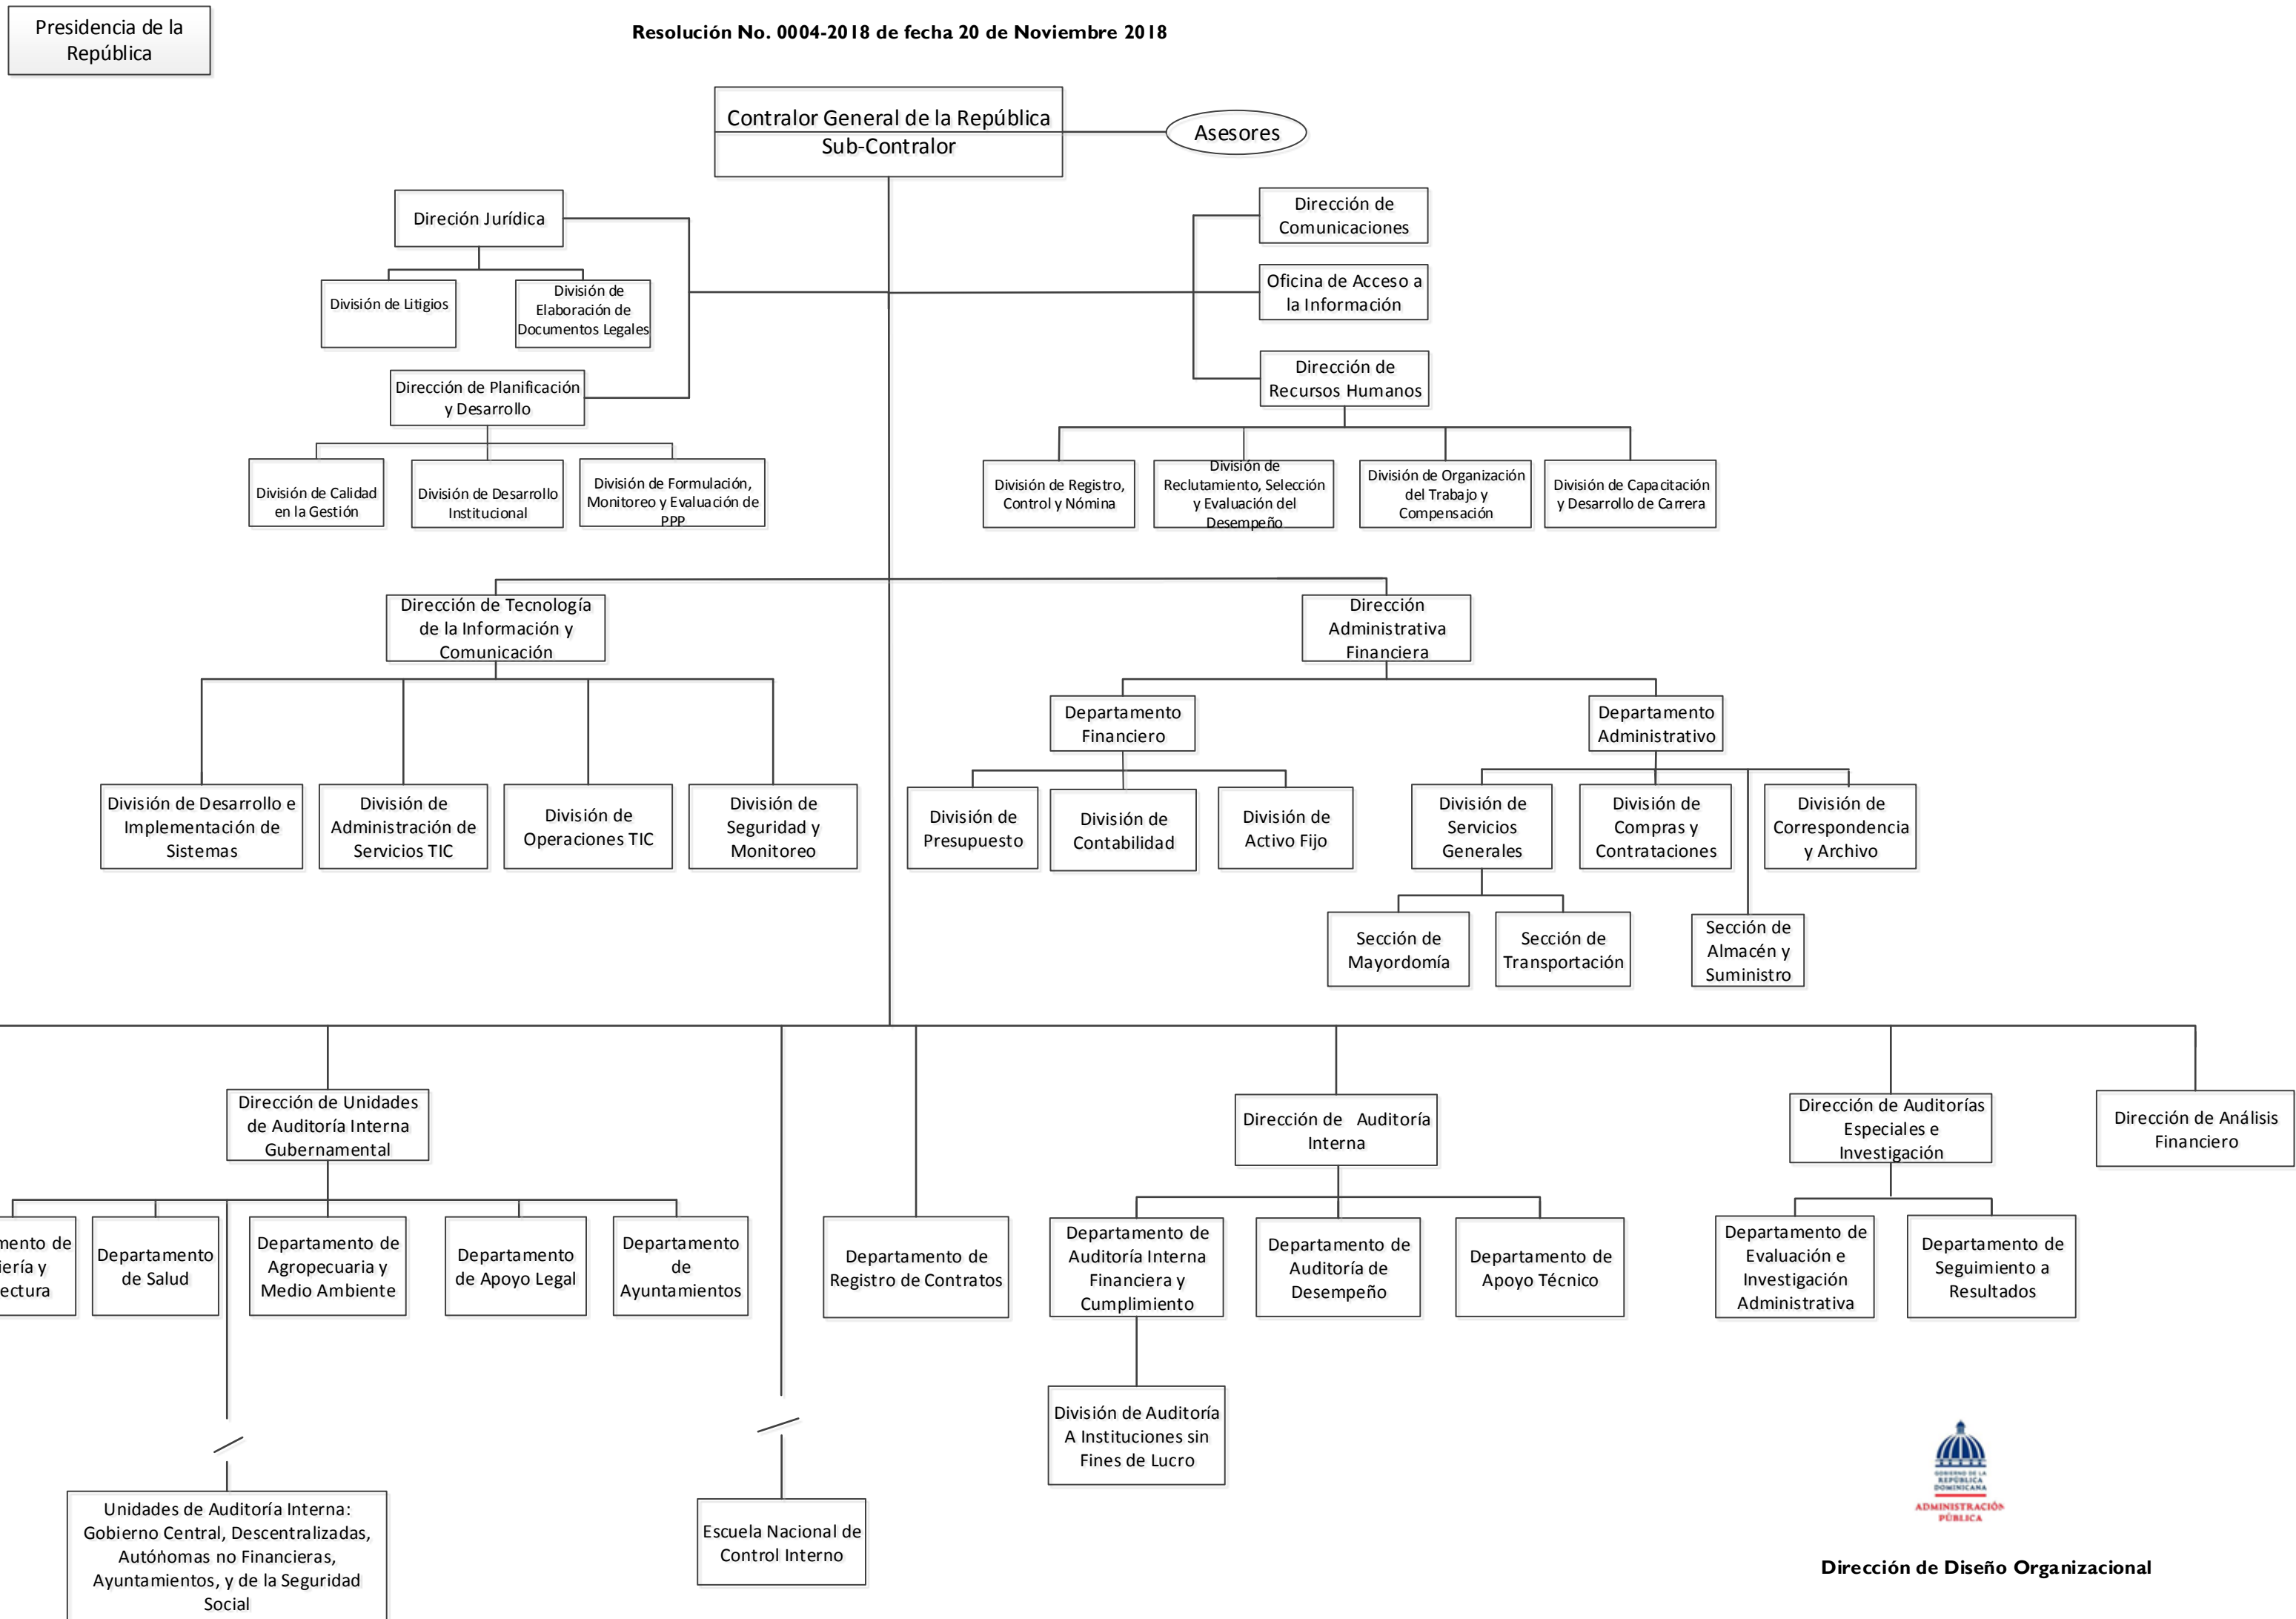 Presidencia de la
República
Resolución No. 0004-2018 de fecha 20 de Noviembre 2018
Contralor General de la República
Sub-Contralor
Asesores
Direción Jurídica
División de Litigios
División de
Elaboración de
Documentos Legales
Dirección de Planificación
y Desarrollo
División de Calidad
en la Gestión
División de Desarrollo
Institucional
División de Formulación,
Monitoreo y Evaluación de
PPP
Dirección de
Comunicaciones
Oficina de Acceso a
la Información
Dirección de
Recursos Humanos
División de Registro,
Control y Nómina
División de
Reclutamiento, Selección
y Evaluación del
Desempeño
División de Organización
del Trabajo y
Compensación
División de Capacitación
y Desarrollo de Carrera
Dirección de Tecnología
de la Información y
Comunicación
División de Desarrollo e
Implementación de
Sistemas
División de
Administración de
Servicios TIC
División de
Operaciones TIC
División de
Seguridad y
Monitoreo
Dirección
Administrativa
Financiera
Departamento
Financiero
División de
Presupuesto
División de
Contabilidad
División de
Activo Fijo
Departamento
Administrativo
División de
Servicios
Generales
División de
Compras y
Contrataciones
División de
Correspondencia
y Archivo
Sección de
Mayordomía
Sección de
Transportación
Sección de
Almacén y
Suministro
Dirección de Unidades
de Auditoría Interna
Gubernamental
mento de
iería y
ectura
Departamento
de Salud
Departamento de
Agropecuaria y
Medio Ambiente
Departamento
de Apoyo Legal
Departamento
de
Ayuntamientos
Unidades de Auditoría Interna:
Gobierno Central, Descentralizadas,
Autónomas no Financieras,
Ayuntamientos, y de la Seguridad
Social
Escuela Nacional de
Control Interno
Departamento de
Registro de Contratos
Dirección de Auditoría
Interna
Departamento de
Auditoría Interna
Financiera y
Cumplimiento
Departamento de
Auditoría de
Desempeño
Departamento de
Apoyo Técnico
División de Auditoría
A Instituciones sin
Fines de Lucro
Dirección de Auditorías
Especiales e
Investigación
Departamento de
Evaluación e
Investigación
Administrativa
Departamento de
Seguimiento a
Resultados
Dirección de Análisis
Financiero
GOBIERNO DE LA
REPÚBLICA
DOMINICANA
ADMINISTRACIÓN
PÚBLICA
Dirección de Diseño Organizacional